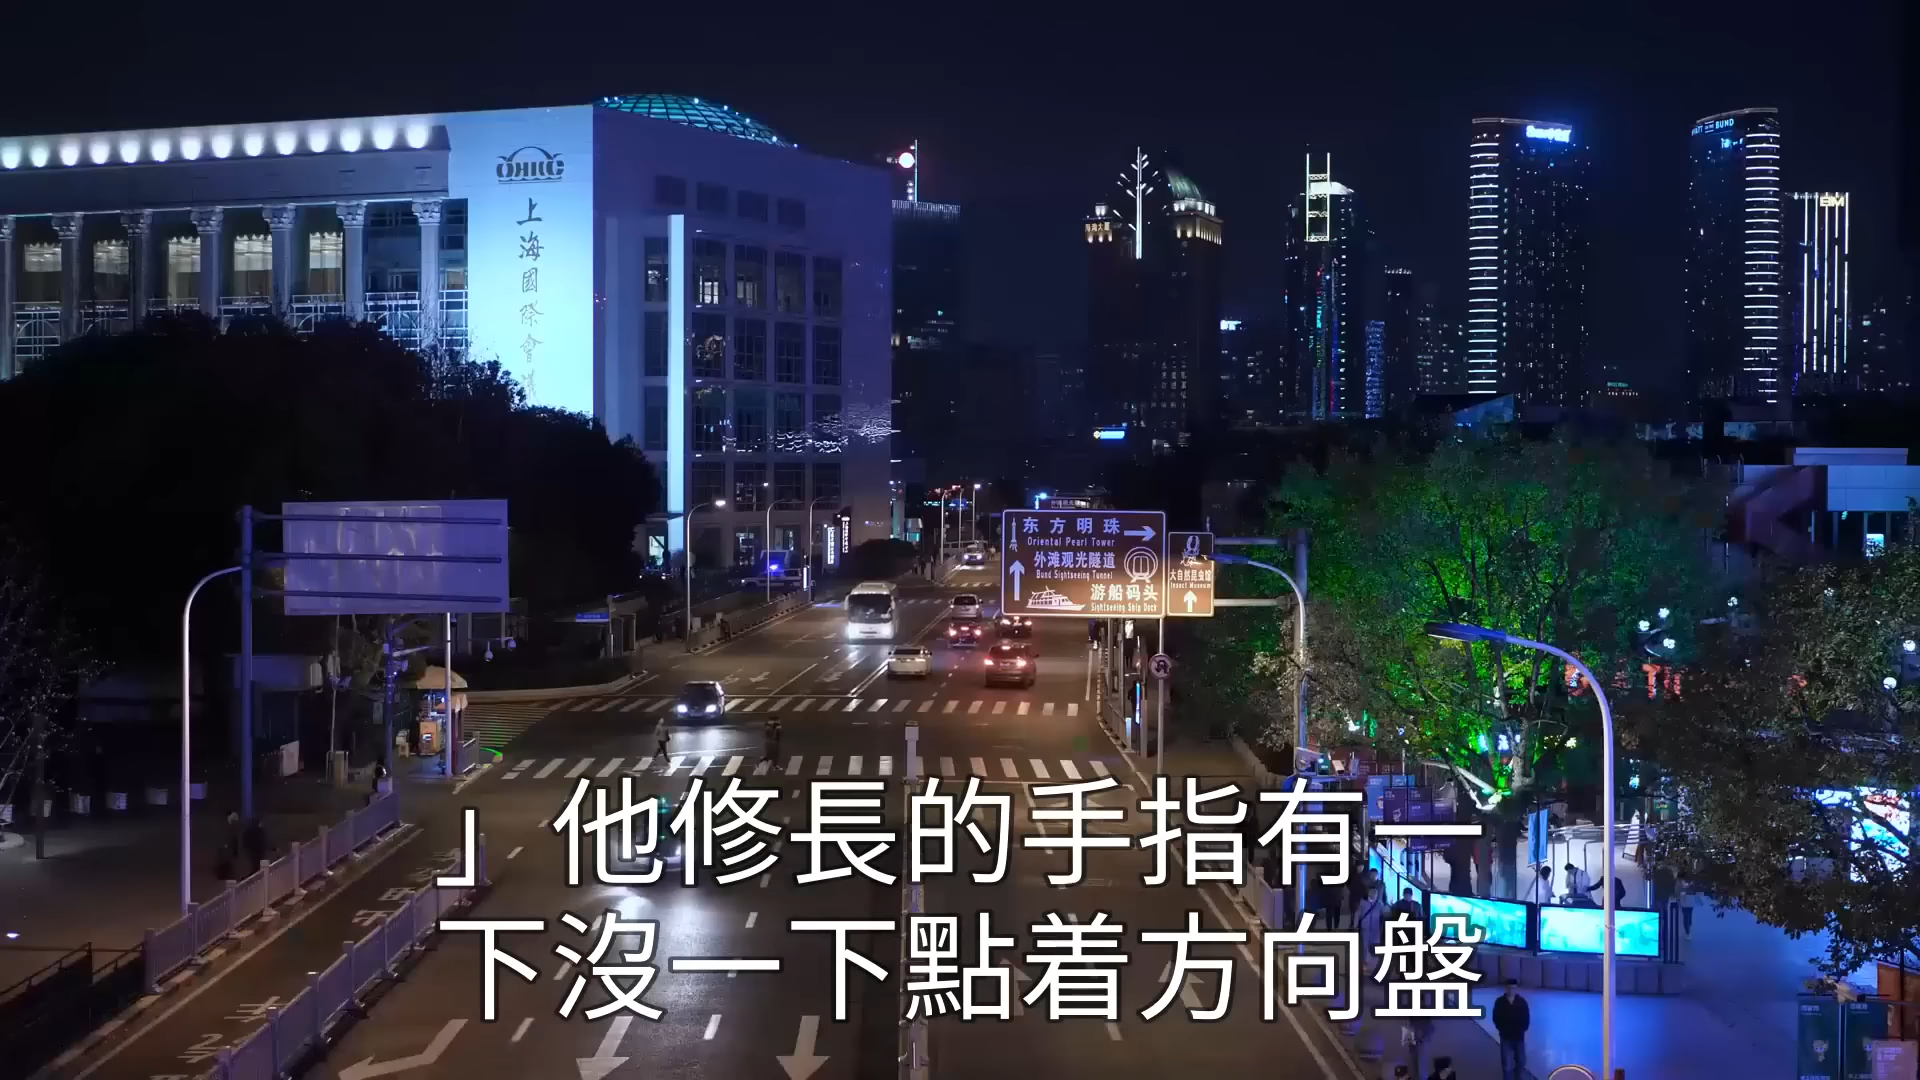 上海國際會議
东方明珠
Oriental Pearl Tower
外滩观光隧道
Bund Sightseeing Tunnel
游船码头
Sightseeing Ship Dock
大自然昆虫馆
Insect Museum
」他修長的手指有一
下沒一下點着方向盤